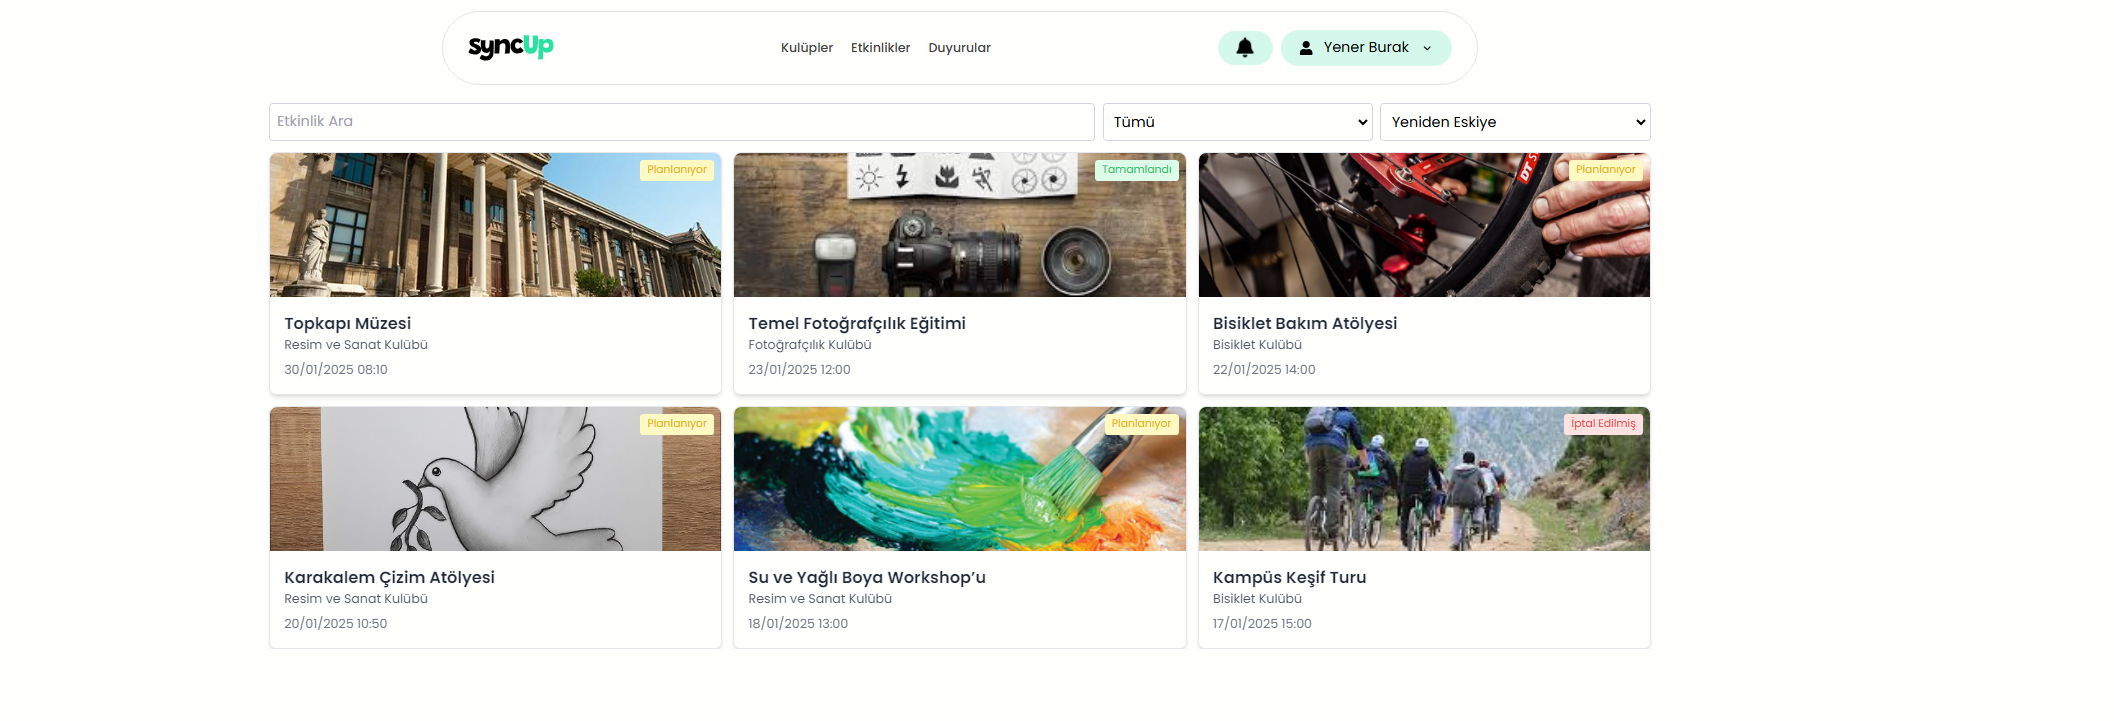 syncUp
Kulüpler Etkinlikler Duyurular
Yener Burak
Etkinlik Ara
Tümü
Yeniden Eskiye
Planlanıyor
Topkapı Müzesi
Resim ve Sanat Kulübü
30/01/2025 08:10
Tamamlandı
Temel Fotoğrafçılık Eğitimi
Fotoğrafçılık Kulübü
23/01/2025 12:00
DT S
Planlanıyor
Bisiklet Bakım Atölyesi
Bisiklet Kulübü
22/01/2025 14:00
Planlanıyor
Karakalem Çizim Atölyesi
Resim ve Sanat Kulübü
20/01/2025 10:50
Planlanıyor
Su ve Yağlı Boya Workshop’u
Resim ve Sanat Kulübü
18/01/2025 13:00
İptal Edilmiş
Kampüs Keşif Turu
Bisiklet Kulübü
17/01/2025 15:00